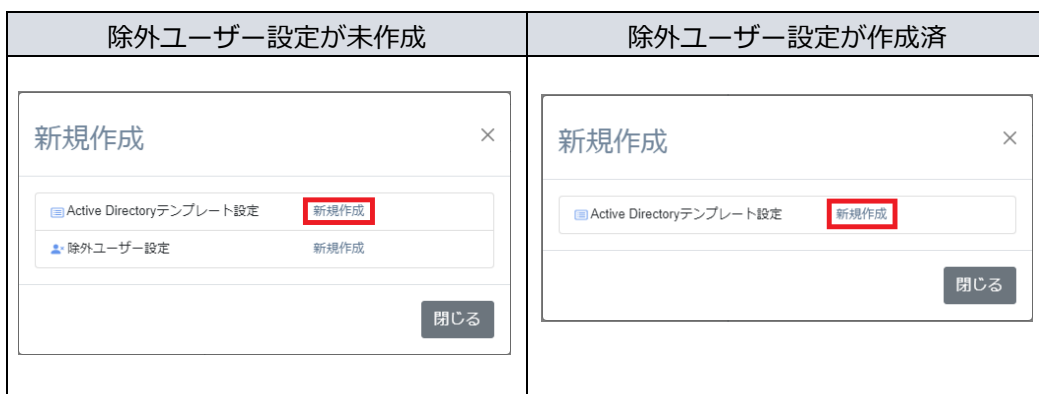 除外ユーザー設定が未作成
除外ユーザー設定が作成済
新規作成 ×
Active Directoryテンプレート設定 新規作成
除外ユーザー設定 新規作成
閉じる
新規作成 ×
Active Directoryテンプレート設定 新規作成
閉じる